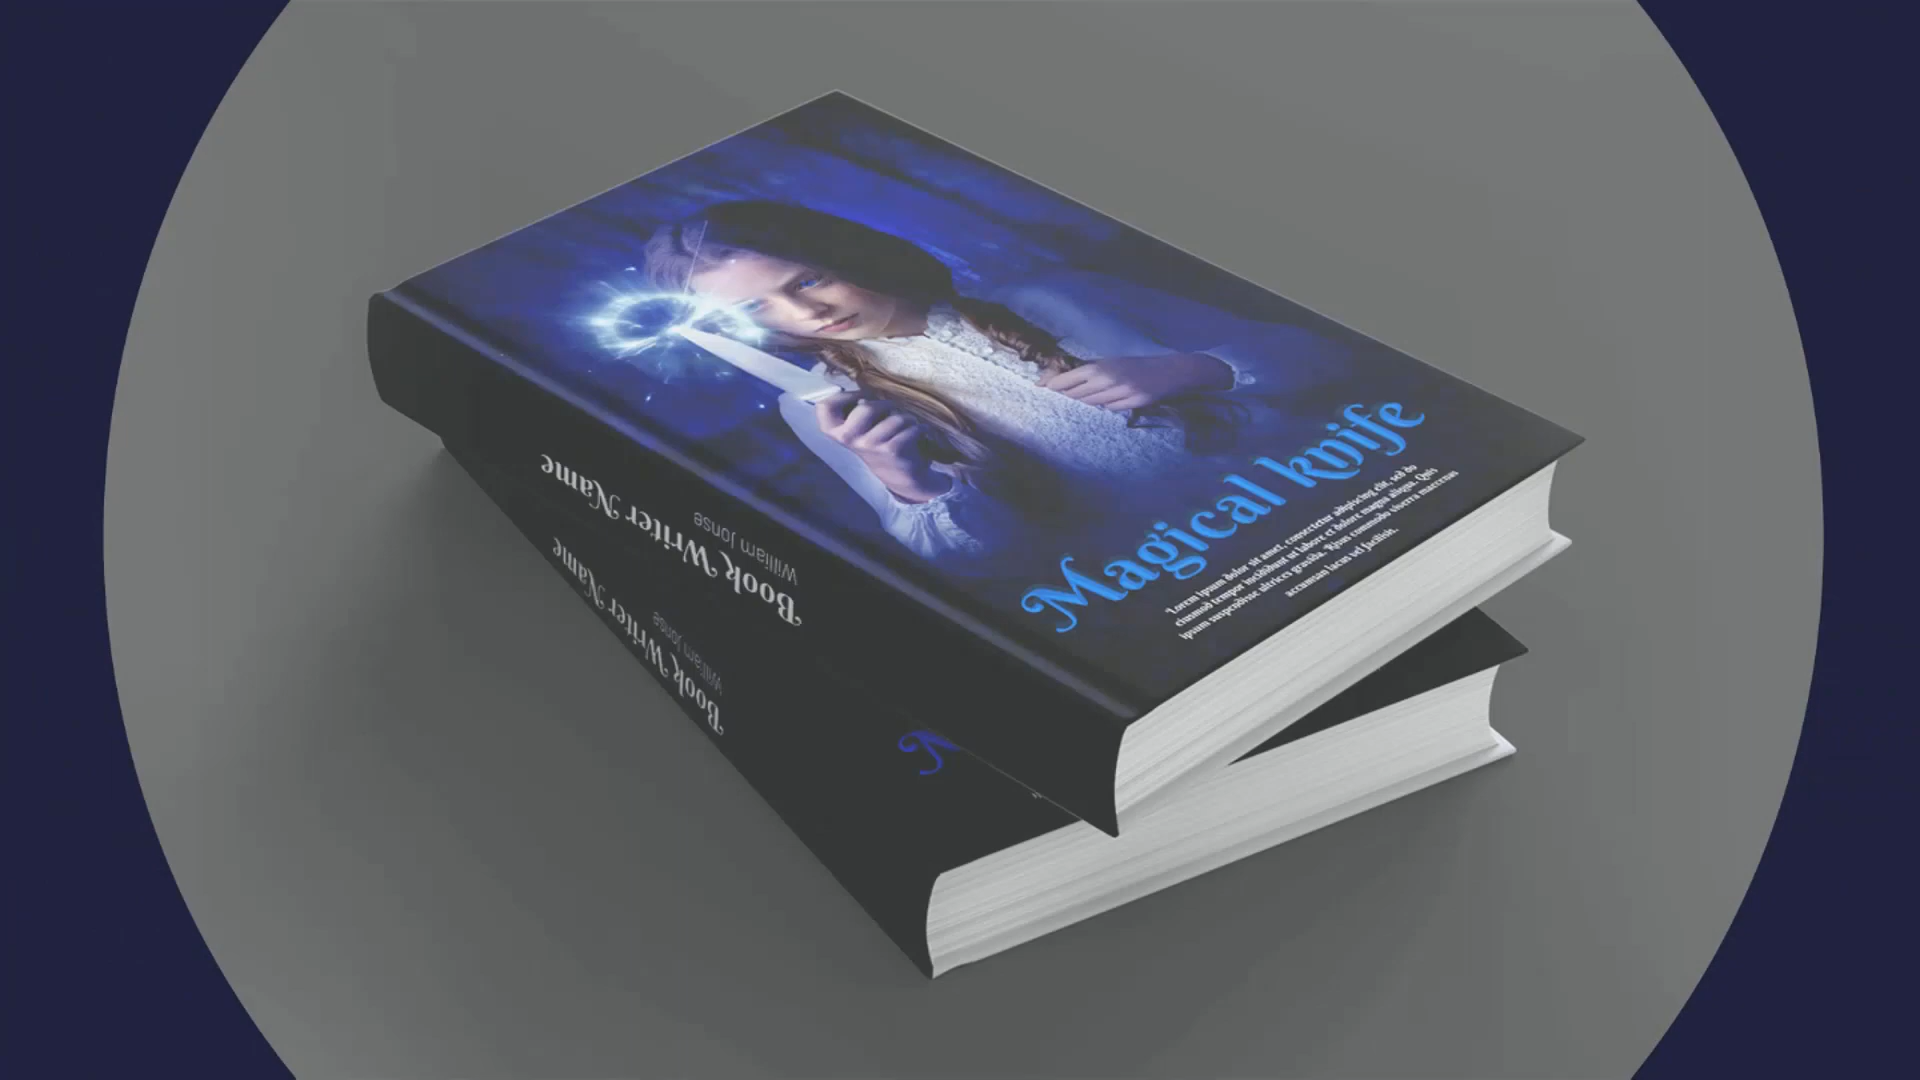 Magical knife
Lorem ipsum dolor sit amet, consectetur adipiscing elit, sed do
eiusmod tempor incididunt ut labore et dolore magna aliqua. Quis
ipsum suspendisse ultrices gravida. Risus commodo viverra maecenas
accumsan lacus vel facilisis.
Book Writer Name
William Jonse
Book Writer Name
William Jonse